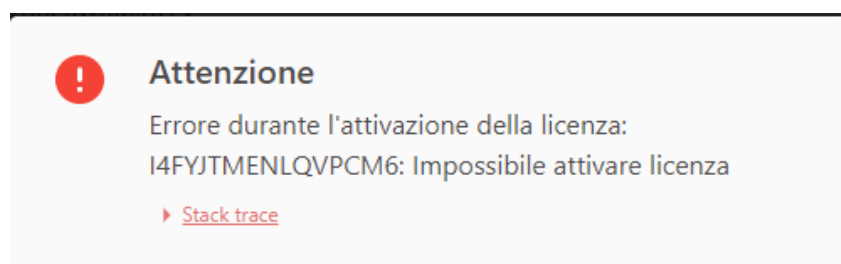 Attenzione
Errore durante l'attivazione della licenza:
I4FYJTMENLQVPCM6: Impossibile attivare licenza
Stack trace